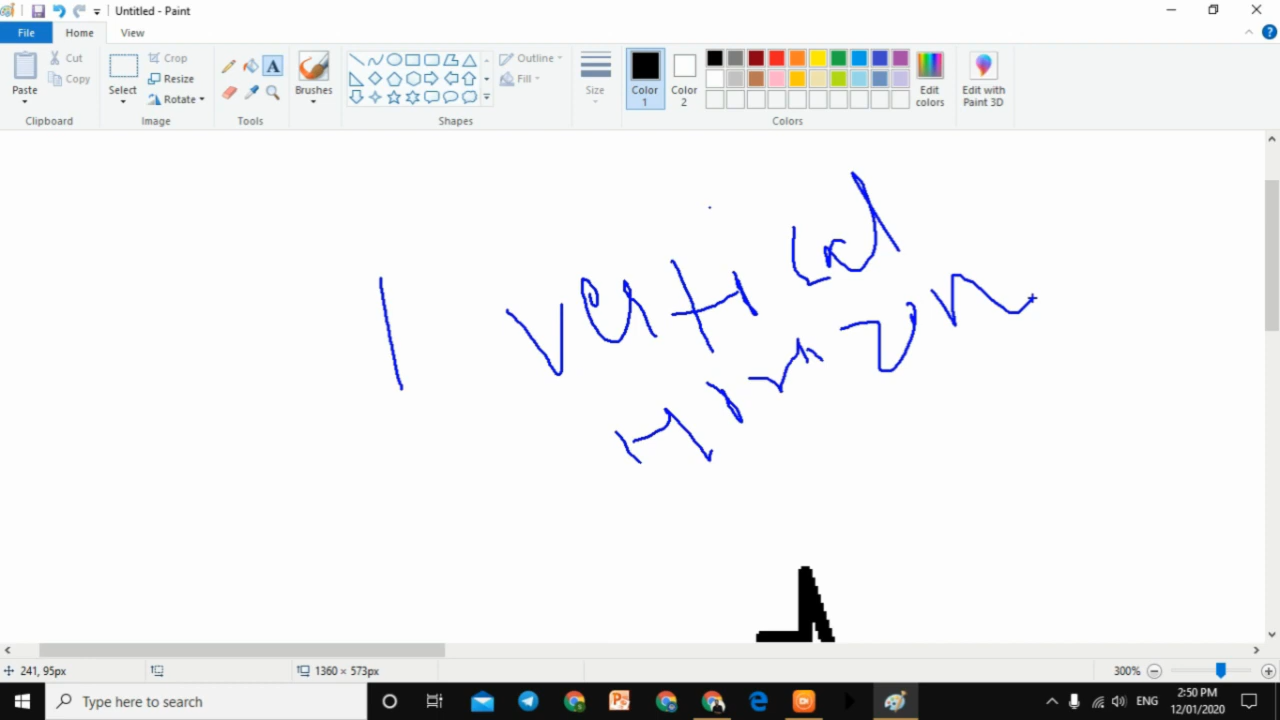 Untitled - Paint
File
Home
View
Paste
Cut
Copy
Clipboard
Select
Crop
Resize
Rotate
Image
A
Tools
Brushes
Shapes
Outline
Fill
Size
Color 1
Color 2
Colors
Edit colors
Edit with Paint 3D
| vertical
Horizon
241, 95px
1360 × 573px
300%
Type here to search
ENG
2:50 PM
12/01/2020